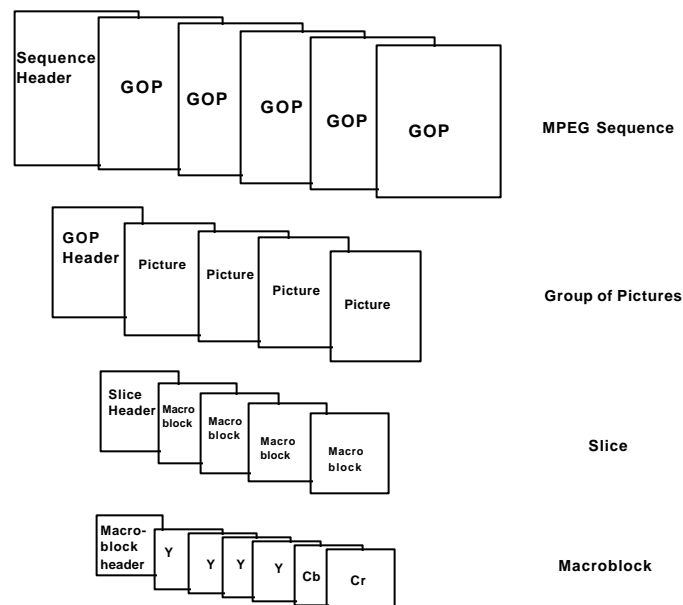 Sequence
Header
GOP
GOP
GOP
GOP
GOP
MPEG Sequence
GOP
Header
Picture
Picture
Picture
Picture
Group of Pictures
Slice
Header
Macro
block
Macro
block
Macro
block
Macro
block
Slice
Macro-
block
header
Y
Y
Y
Y
Cb
Cr
Macroblock